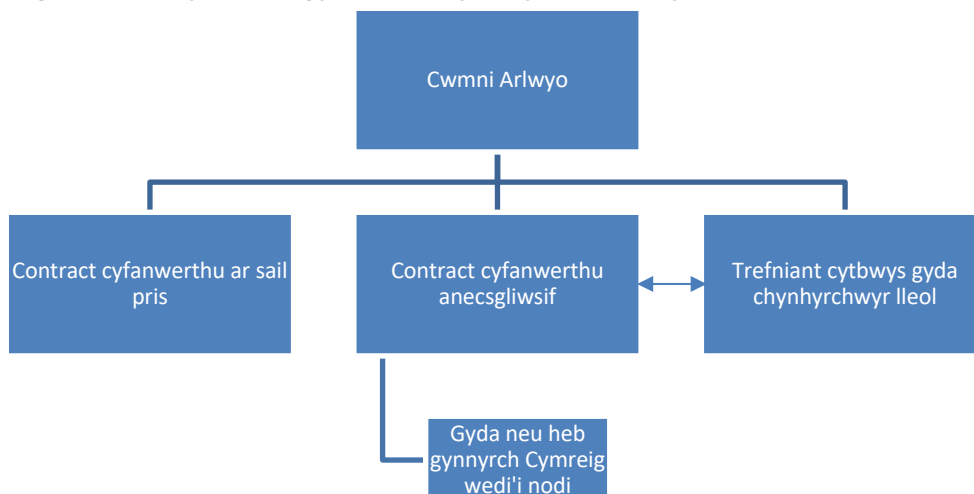 Cwmni Arlwyo
Contract cyfanwerthu ar sail
pris
Contract cyfanwerthu
anecsgliwsif
Trefniant cytbwys gyda
chynhyrchwyr lleol
Gyda neu heb
gynnyrch Cymreig
wedi'i nodi